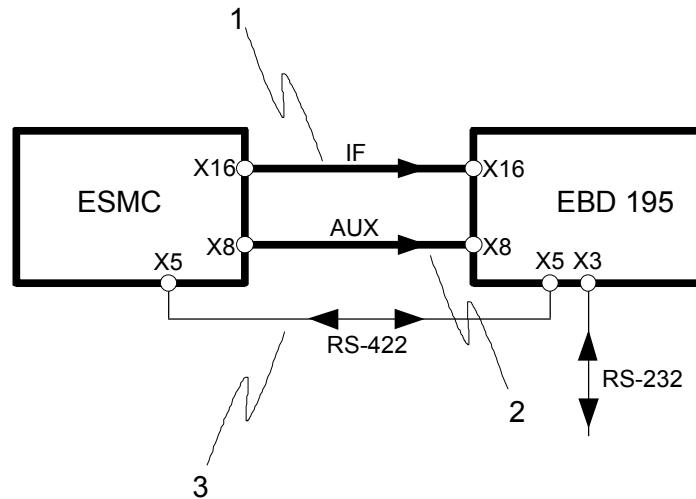 1
IF
X16
X16
ESMC
EBD 195
AUX
X8
X8
X5
X5
X3
RS-422
RS-232
2
3